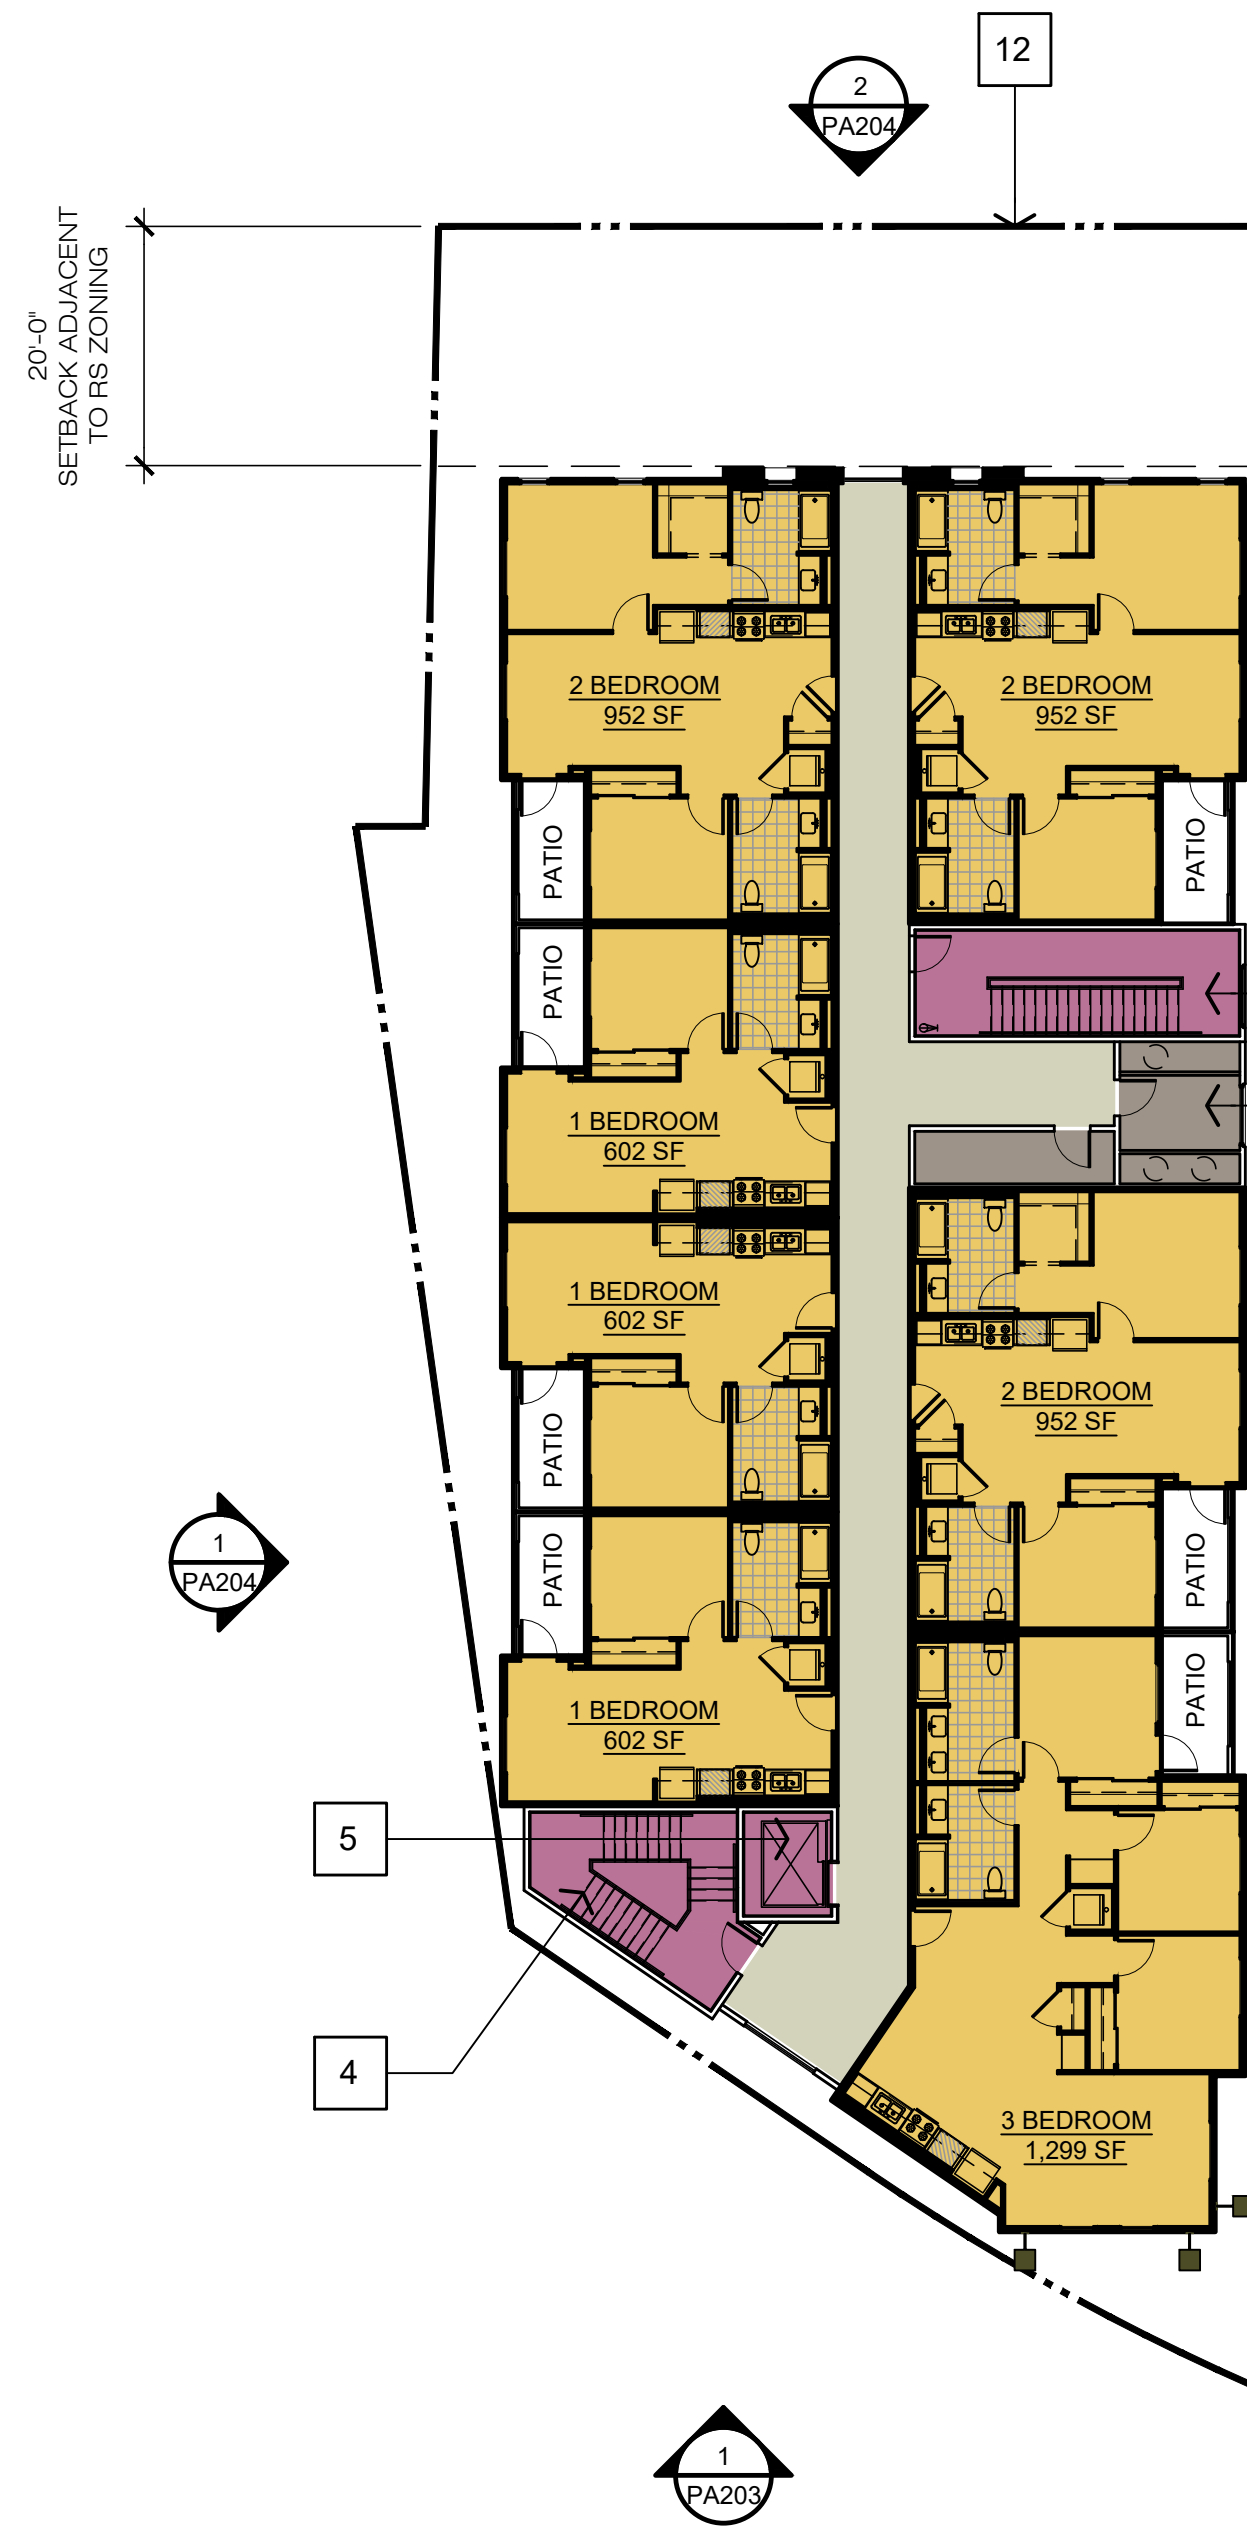 12
2
PA204
20'-0"
SETBACK ADJACENT
TO RS ZONING
2 BEDROOM
952 SF
2 BEDROOM
952 SF
PATIO
PATIO
PATIO
1 BEDROOM
602 SF
1 BEDROOM
602 SF
2 BEDROOM
952 SF
PATIO
1
PA204
PATIO
PATIO
PATIO
1 BEDROOM
602 SF
5
4
3 BEDROOM
1,299 SF
1
PA203